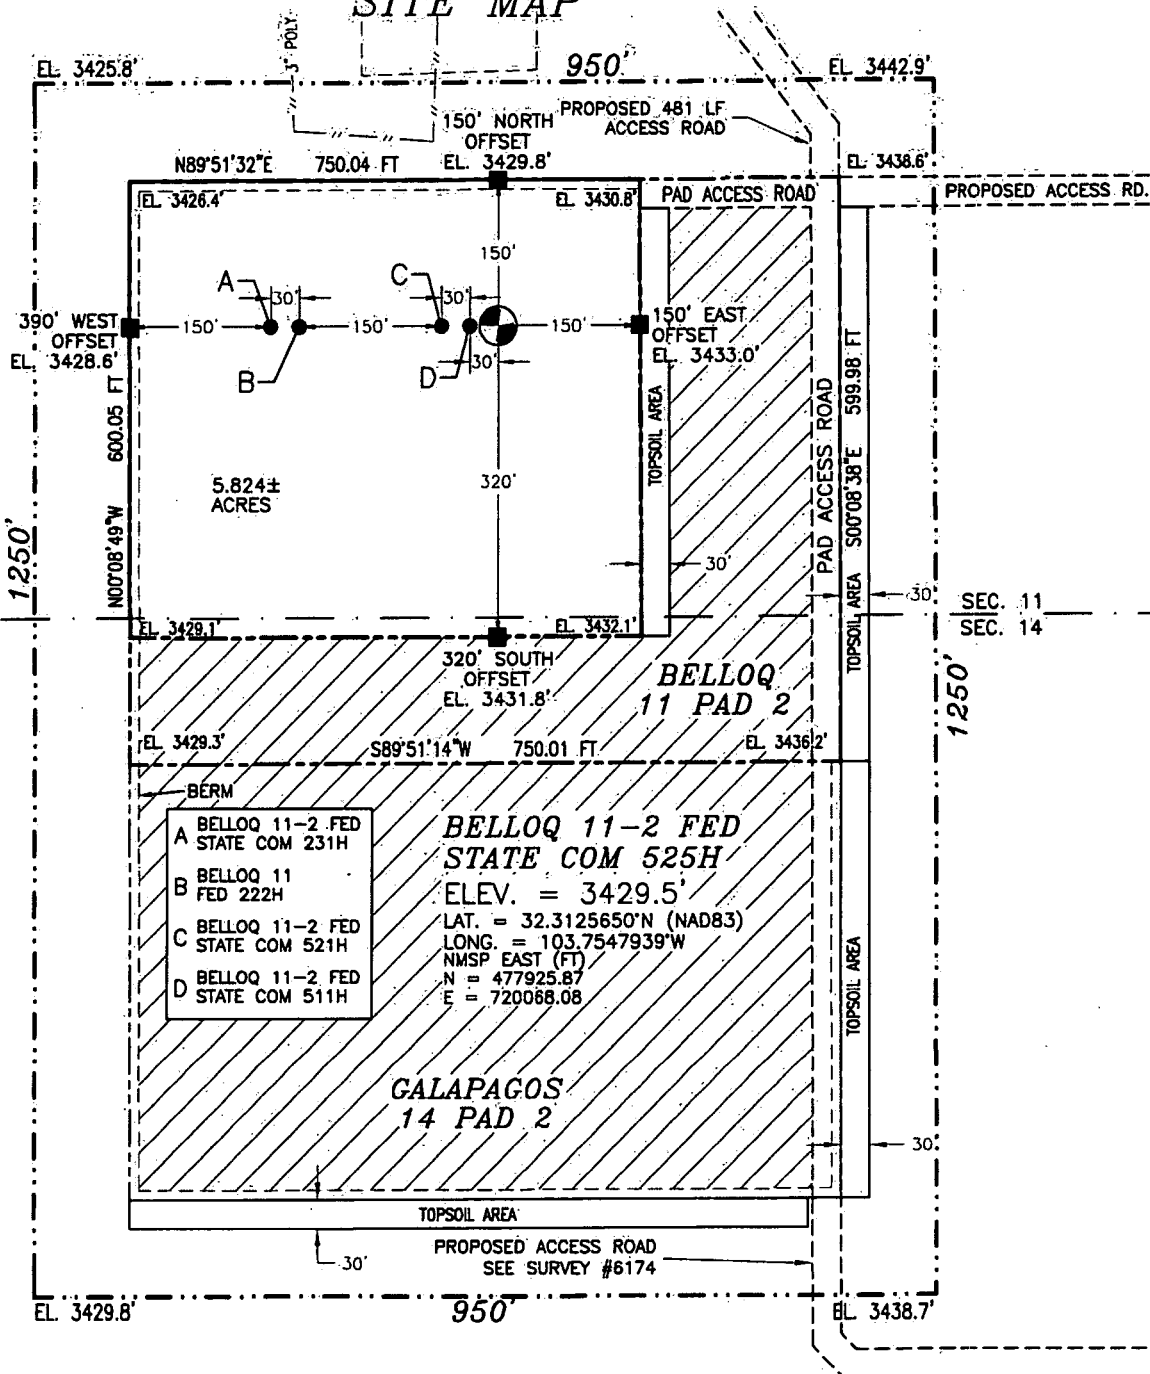 SITE MAP
3" POLY
EL. 3425.8'
950'
EL. 3442.9'
150' NORTH
OFFSET
EL. 3429.8'
PROPOSED 481 LF
ACCESS ROAD
N89°51'32"E 750.04 FT
EL. 3438.6'
EL. 3426.4'
EL. 3430.8'
PAD ACCESS ROAD
PROPOSED ACCESS RD.
150'
A
30'
C
30'
390' WEST
OFFSET
EL. 3428.6'
150'
150'
150'
150' EAST
OFFSET
EL. 3433.0'
B
D
30'
N00°08'49"W 600.05 FT
TOPSOIL AREA
PAD ACCESS ROAD
S00°08'38"E 599.98 FT
5.824±
ACRES
320'
1250'
30'
30'
TOPSOIL AREA
SEC. 11
SEC. 14
EL. 3429.1'
EL. 3432.1'
320' SOUTH
OFFSET
EL. 3431.8'
BELLOQ
11 PAD 2
1250'
EL. 3429.3'
S89°51'14"W 750.01 FT
EL. 3436.2'
BERM
A BELLOQ 11-2 FED
STATE COM 231H
B BELLOQ 11
FED 222H
C BELLOQ 11-2 FED
STATE COM 521H
D BELLOQ 11-2 FED
STATE COM 511H
BELLOQ 11-2 FED
STATE COM 525H
ELEV. = 3429.5'
LAT. = 32.3125650°N (NAD83)
LONG. = 103.7547939°W
NMSP EAST (FT)
N = 477925.87
E = 720068.08
TOPSOIL AREA
GALAPAGOS
14 PAD 2
30'
TOPSOIL AREA
30'
PROPOSED ACCESS ROAD
SEE SURVEY #6174
EL. 3429.8'
950'
EL. 3438.7'